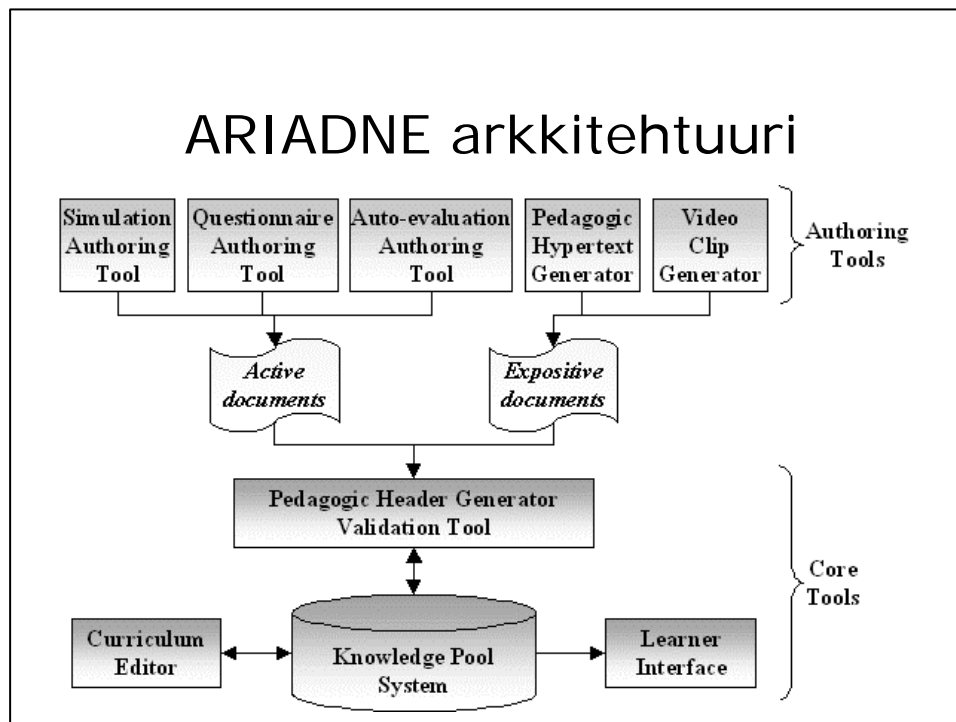 ARIADNE arkkitehtuuri
Simulation
Authoring
Tool
Questionnaire
Authoring
Tool
Auto-evaluation
Authoring
Tool
Pedagogic
Hypertext
Generator
Video
Clip
Generator
Authoring
Tools
Active
documents
Expositive
documents
Pedagogic Header Generator
Validation Tool
Core
Tools
Curriculum
Editor
Knowledge Pool
System
Learner
Interface